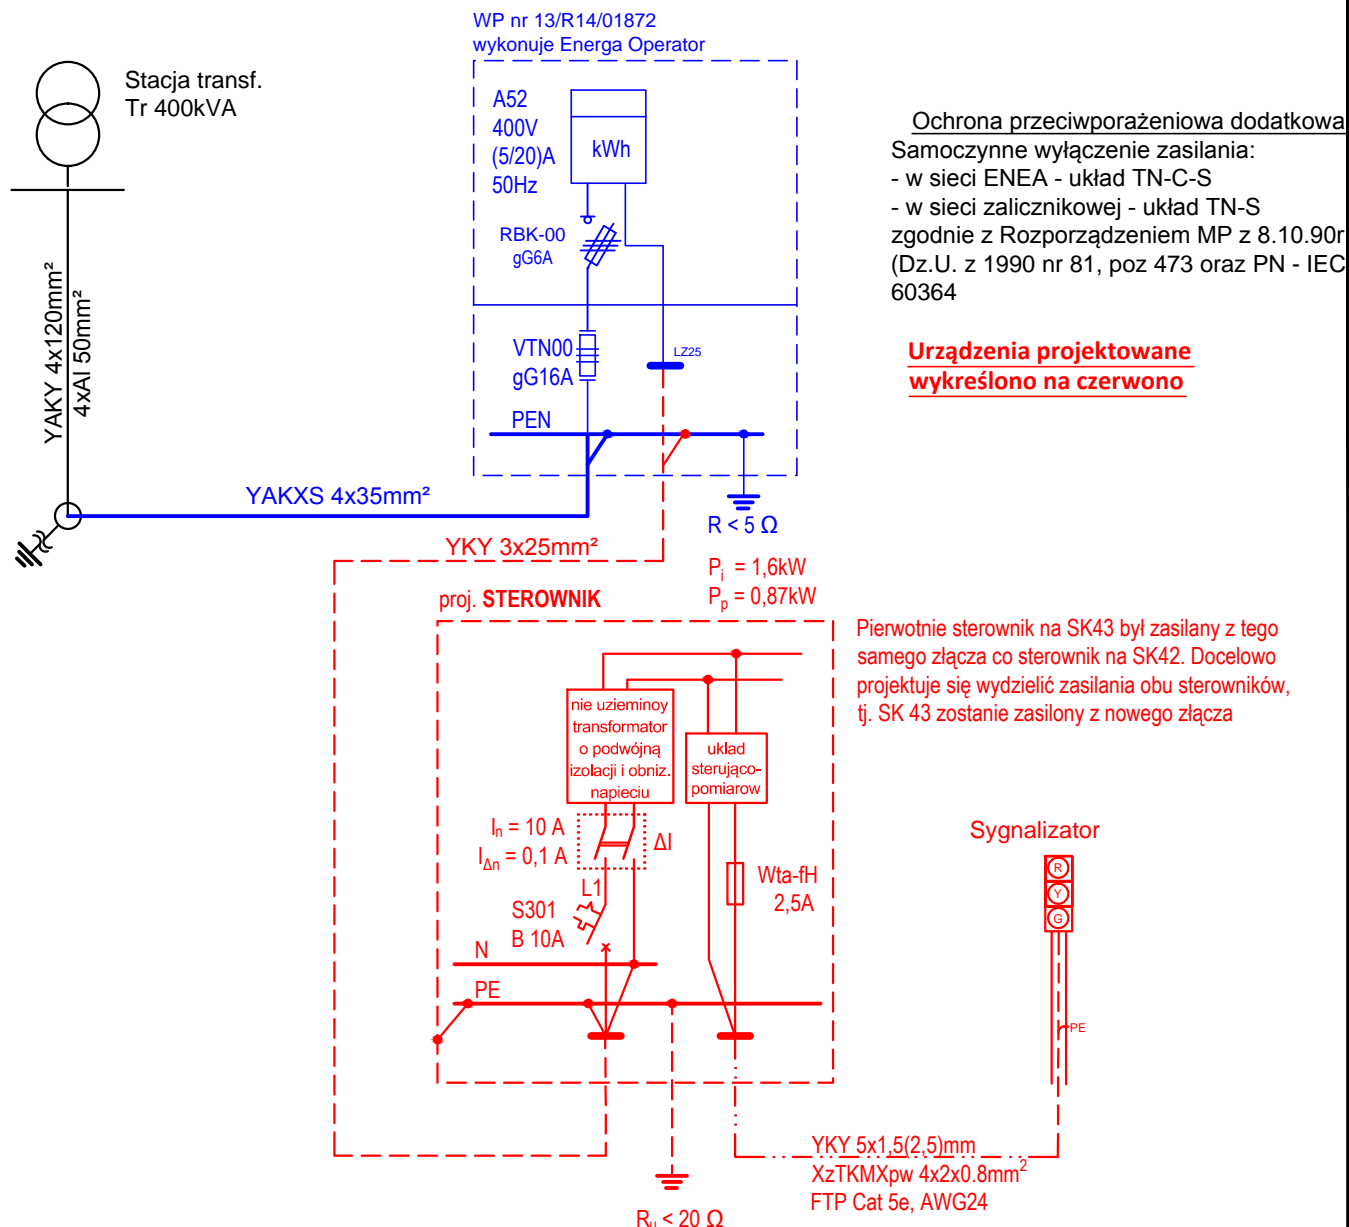 WP nr 13/R14/01872
wykonuje Energa Operator
Stacja transf.
Tr 400kVA
A52
400V
(5/20)A
50Hz
kWh
RBK-00
gG6A
VTN00
gG16A
LZ25
PEN
Ochrona przeciwporażeniowa dodatkowa
Samoczynne wyłączenie zasilania:
- w sieci ENEA - układ TN-C-S
- w sieci zalicznikowej - układ TN-S
zgodnie z Rozporządzeniem MP z 8.10.90r
(Dz.U. z 1990 nr 81, poz 473 oraz PN - IEC
60364
Urządzenia projektowane
wykreślono na czerwono
YAKY 4x120mm²
4xAl 50mm²
YAKXS 4x35mm²
R < 5 Ω
YKY 3x25mm²
Pi = 1,6kW
Pp = 0,87kW
proj. STEROWNIK
Pierwotnie sterownik na SK43 był zasilany z tego
samego złącza co sterownik na SK42. Docelowo
projektuje się wydzielić zasilania obu sterowników,
tj. SK 43 zostanie zasilony z nowego złącza
nie uzieminoy
transformator
o podwójną
izolacji i obniz.
napieciu
uklad
sterująco-
pomiarow
In = 10 A
IΔn = 0,1 A
ΔI
L1
S301
B 10A
Wta-fH
2,5A
N
PE
Sygnalizator
R
Y
G
PE
YKY 5x1,5(2,5)mm
XzTKMXpw 4x2x0.8mm²
FTP Cat 5e, AWG24
Ru < 20 Ω